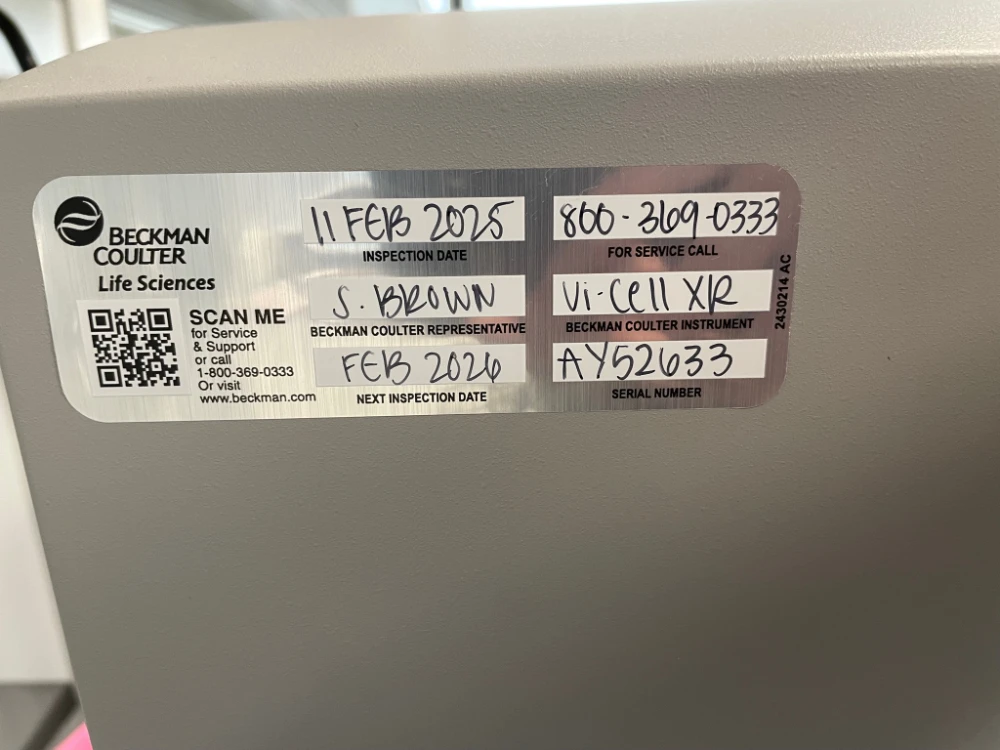 BECKMAN
COULTER
Life Sciences
SCAN ME
for Service
& Support
or call
1-800-369-0333
Or visit
www.beckman.com
11 FEB 2025
INSPECTION DATE
S. BROWN
BECKMAN COULTER REPRESENTATIVE
FEB 2026
NEXT INSPECTION DATE
800-369-0333
FOR SERVICE CALL
Vi-Cell XR
BECKMAN COULTER INSTRUMENT
AY52633
SERIAL NUMBER
2430214 AC